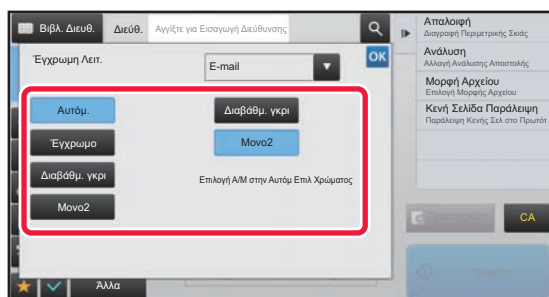 Βιβλ. Διευθ.
Διεύθ.
Αγγίξτε για Εισαγωγή Διεύθυνσης
Έγχρωμη Λειτ.
E-mail
OK
Αυτόμ.
Έγχρωμο
Διαβάθμ. γκρι
Μονο2
Διαβάθμ. γκρι
Μονο2
Επιλογή Α/Μ στην Αυτόμ Επιλ Χρώματος
Άλλα
Απαλοιφή
Διαγραφή Περιμετρικής Σκιάς
Ανάλυση
Αλλαγή Ανάλυσης Αποστολής
Μορφή Αρχείου
Επιλογή Μορφής Αρχείου
Κενή Σελίδα Παράλειψη
Παράλειψη Κενής Σελ στο Πρωτότ
CA
Έναρξη